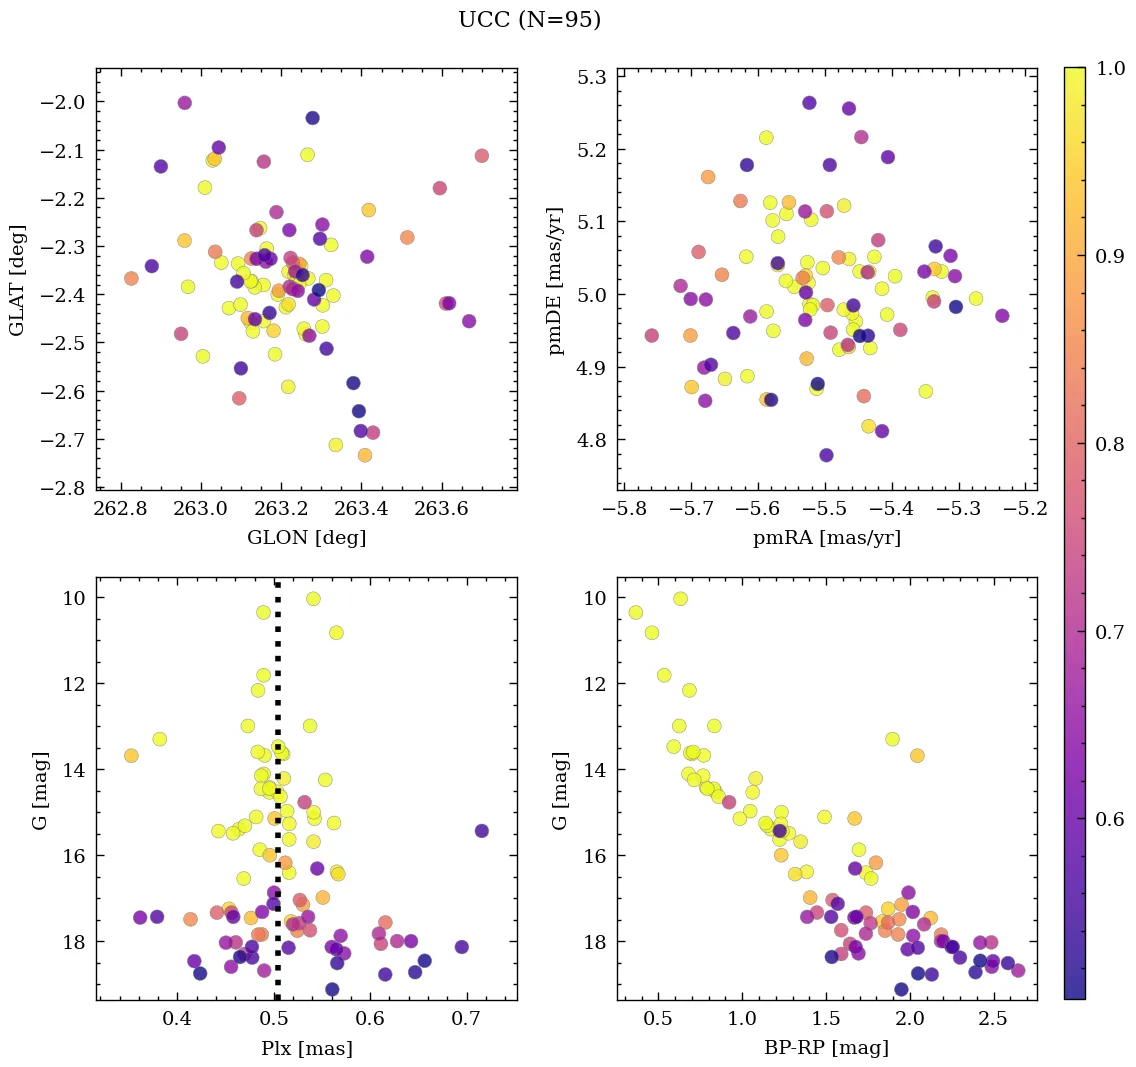 UCC (N=95)
−2.0
−2.1
−2.2
−2.3
−2.4
−2.5
−2.6
−2.7
−2.8
GLAT [deg]
262.8 263.0 263.2 263.4 263.6
GLON [deg]
5.3
5.2
5.1
5.0
4.9
4.8
pmDE [mas/yr]
−5.8 −5.7 −5.6 −5.5 −5.4 −5.3 −5.2
pmRA [mas/yr]
10
12
14
16
18
G [mag]
0.4 0.5 0.6 0.7
Plx [mas]
10
12
14
16
18
G [mag]
0.5 1.0 1.5 2.0 2.5
BP-RP [mag]
1.0
0.9
0.8
0.7
0.6